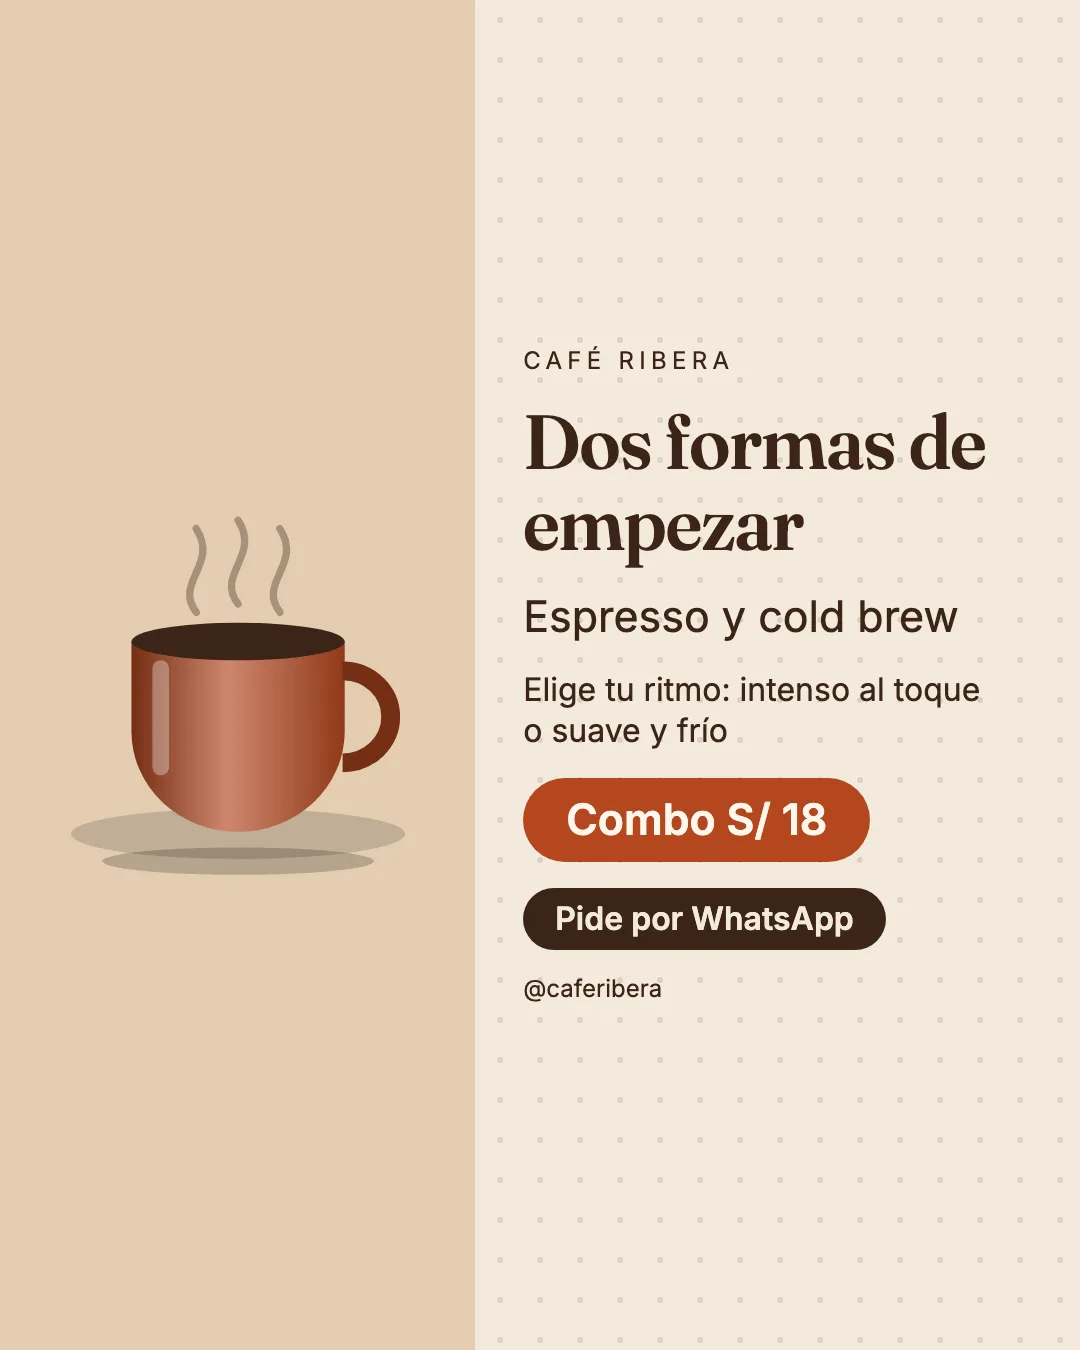 CAFÉ RIBERA
Dos formas de
empezar
Espresso y cold brew
Elige tu ritmo: intenso al toque
o suave y frío
Combo S/ 18
Pide por WhatsApp
@caferibera